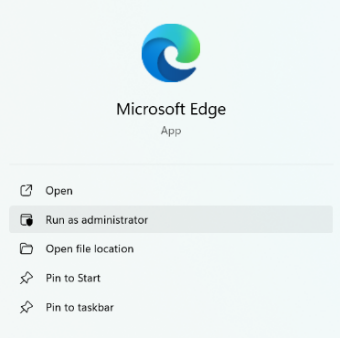 Microsoft Edge
App
Open
Run as administrator
Open file location
Pin to Start
Pin to taskbar